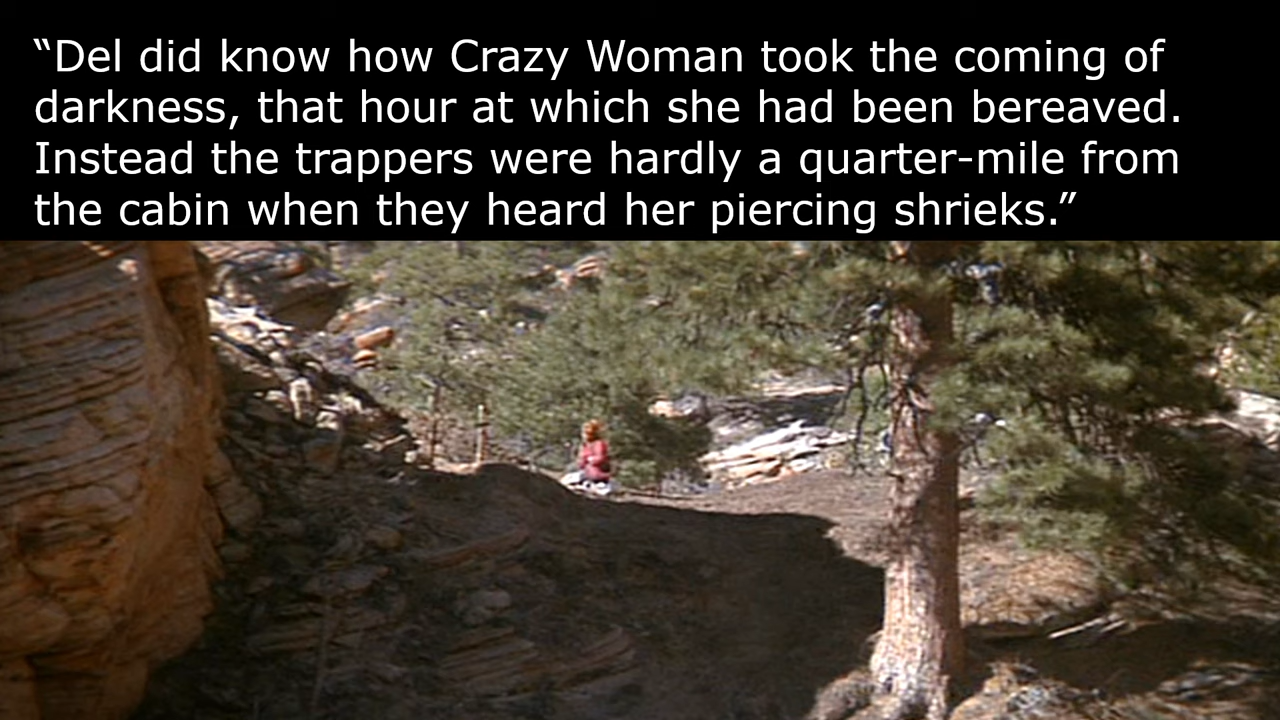 “Del did know how Crazy Woman took the coming of
darkness, that hour at which she had been bereaved.
Instead the trappers were hardly a quarter-mile from
the cabin when they heard her piercing shrieks.”